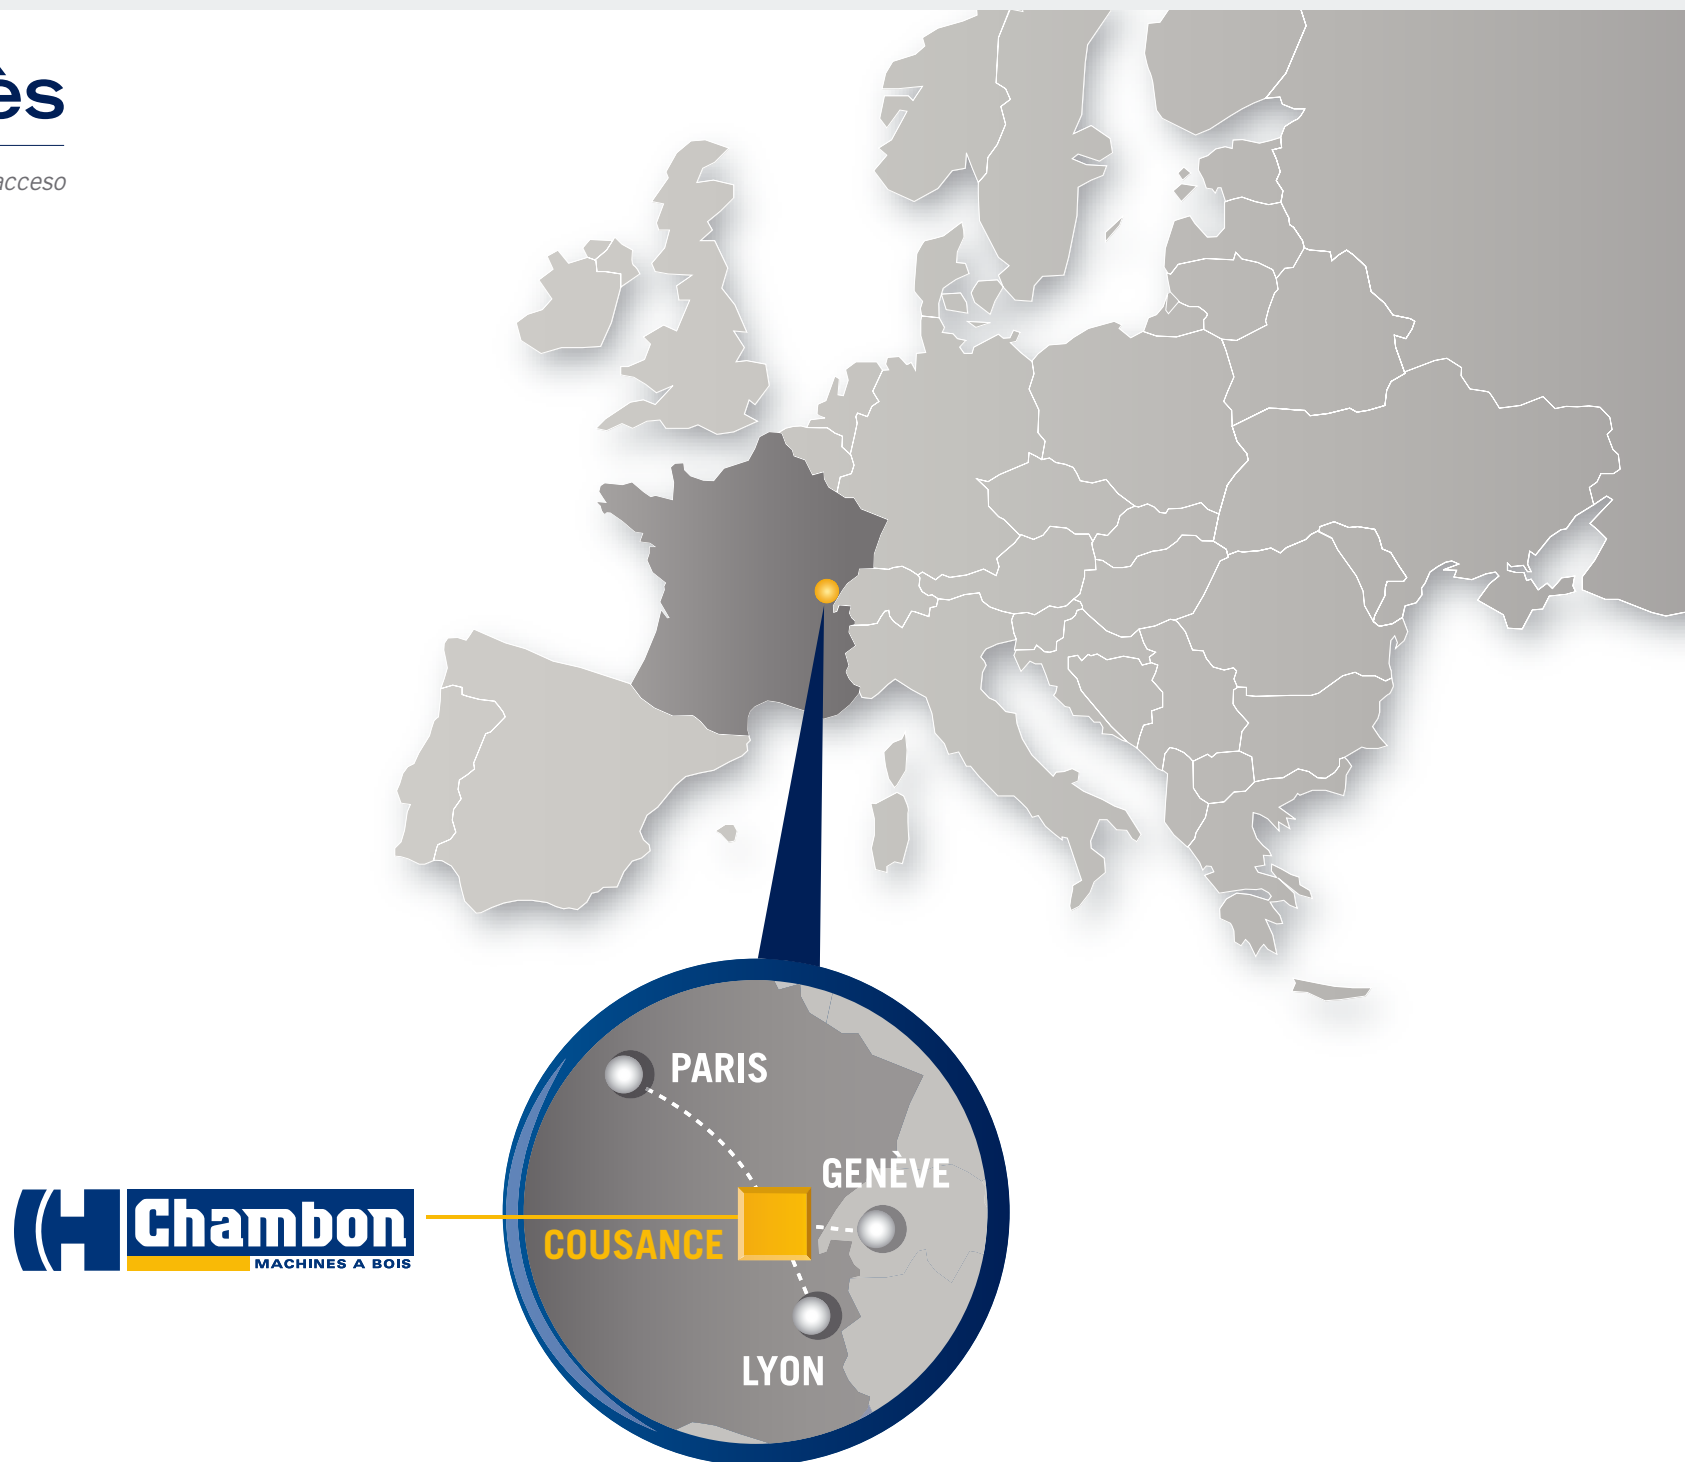 ès
acceso
PARIS
GENÈVE
Chambon
MACHINES A BOIS
COUSANCE
LYON